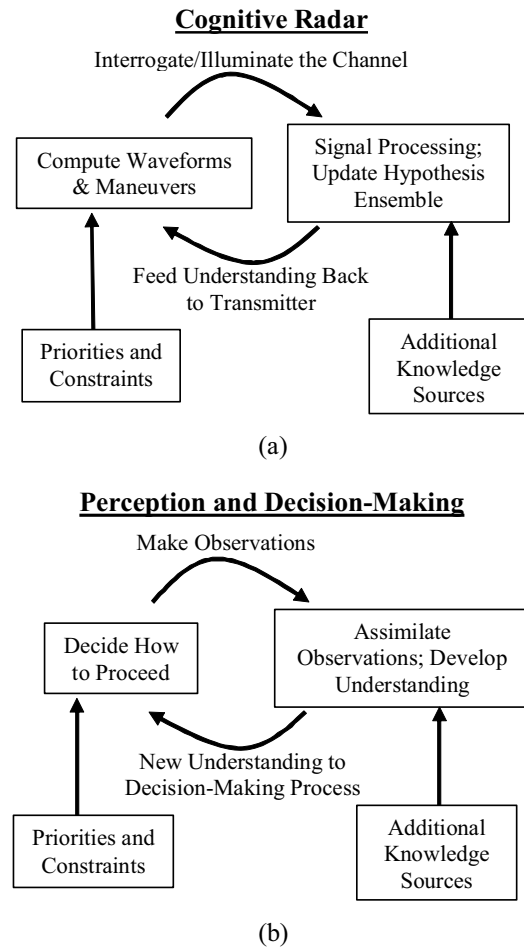 Cognitive Radar
Interrogate/Illuminate the Channel
Compute Waveforms
& Maneuvers
Signal Processing;
Update Hypothesis
Ensemble
Feed Understanding Back
to Transmitter
Priorities and
Constraints
Additional
Knowledge
Sources
(a)
Perception and Decision-Making
Make Observations
Decide How
to Proceed
Assimilate
Observations; Develop
Understanding
New Understanding to
Decision-Making Process
Priorities and
Constraints
Additional
Knowledge
Sources
(b)